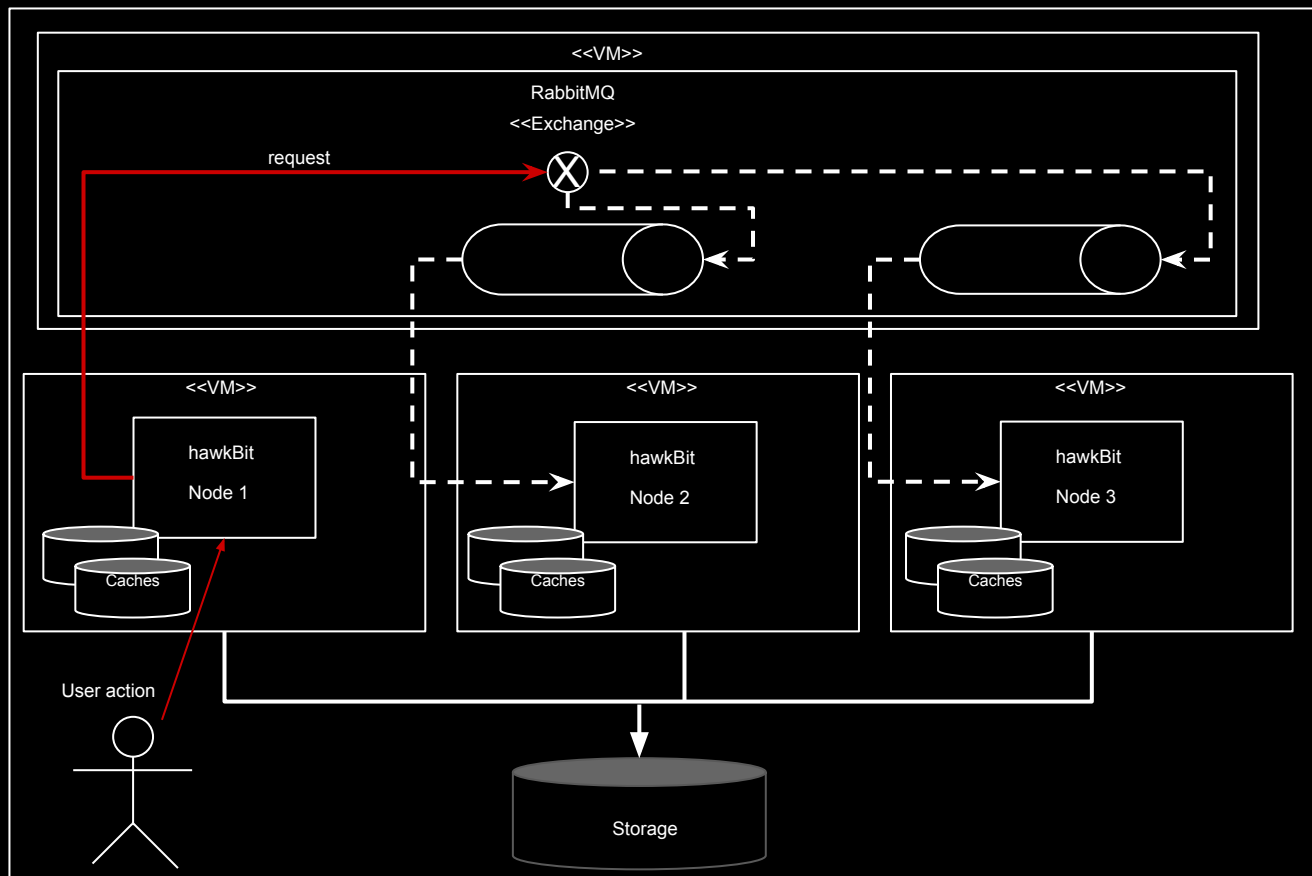 <<VM>>
RabbitMQ
<<Exchange>>
request
<<VM>>
hawkBit
Node 1
Caches
<<VM>>
hawkBit
Node 2
Caches
<<VM>>
hawkBit
Node 3
Caches
User action
Storage